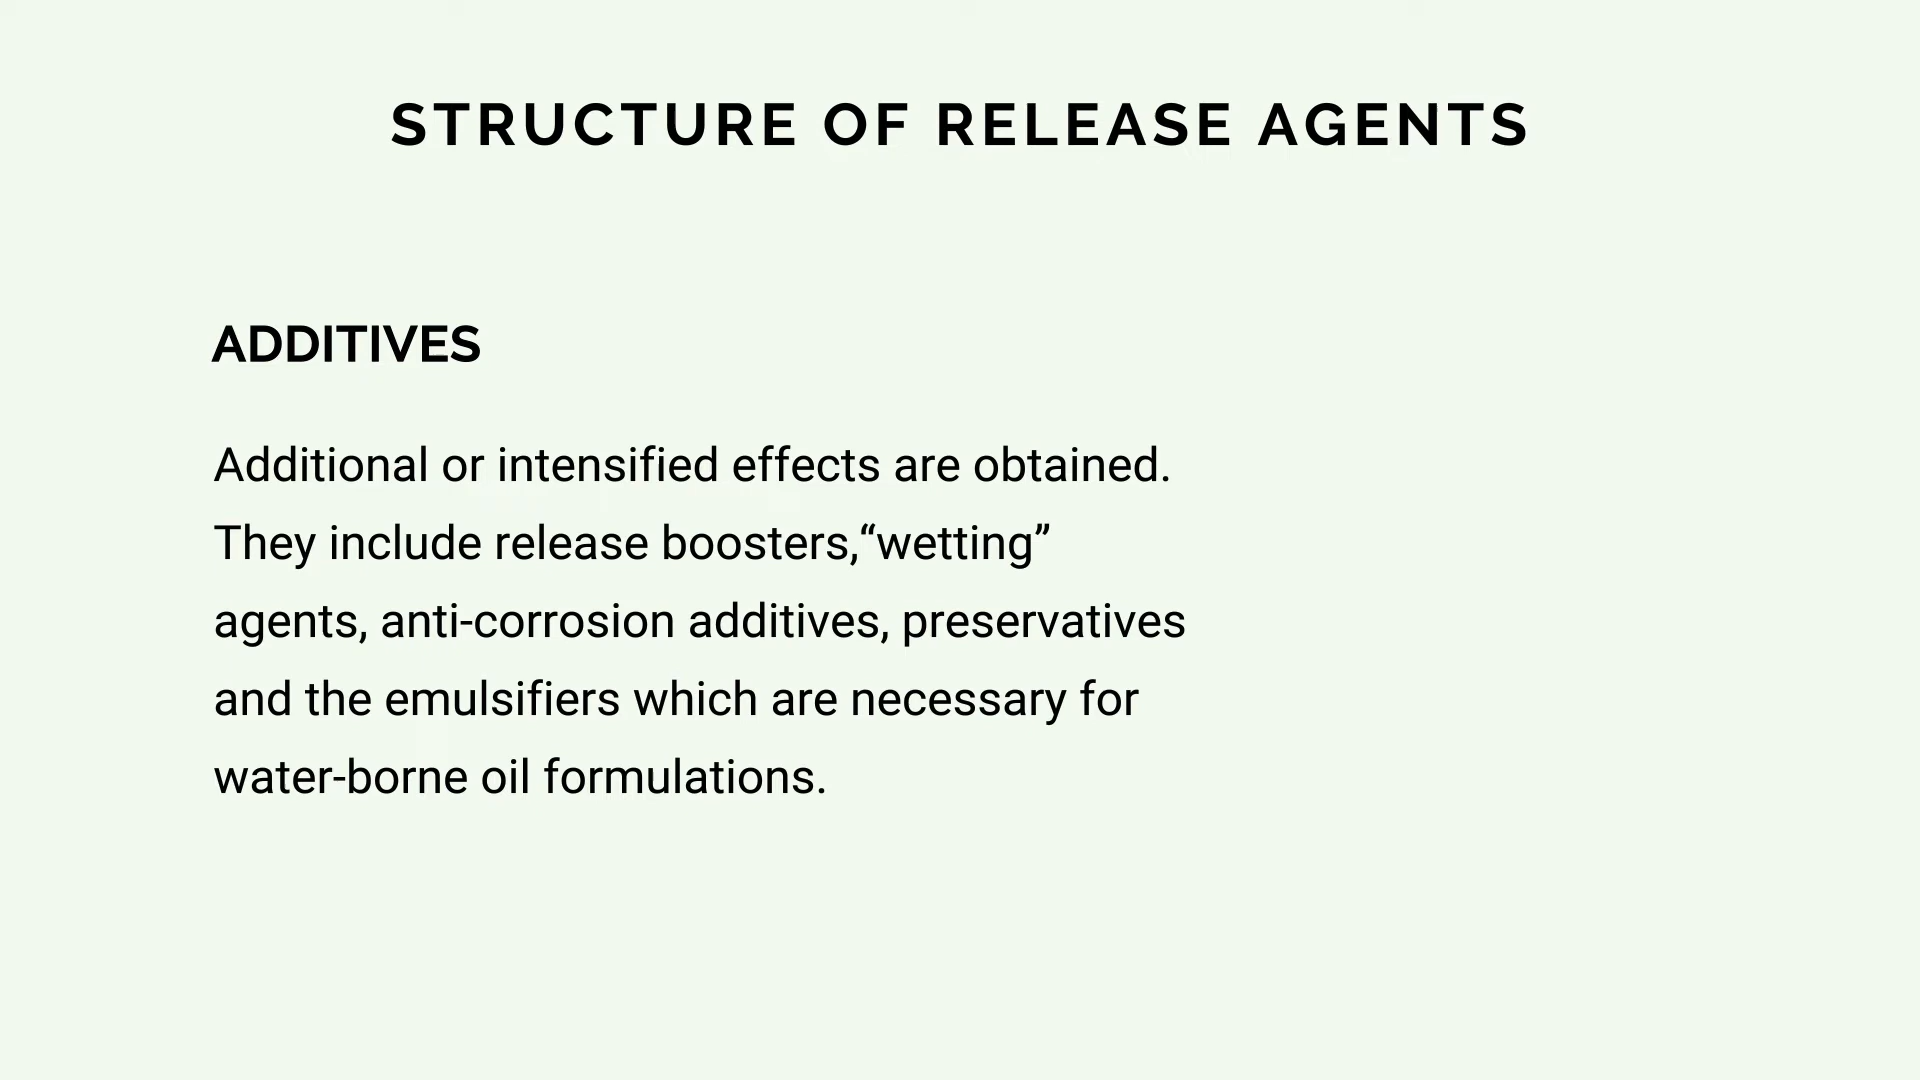 STRUCTURE OF RELEASE AGENTS
ADDITIVES
Additional or intensified effects are obtained.
They include release boosters,“wetting”
agents, anti-corrosion additives, preservatives
and the emulsifiers which are necessary for
water-borne oil formulations.